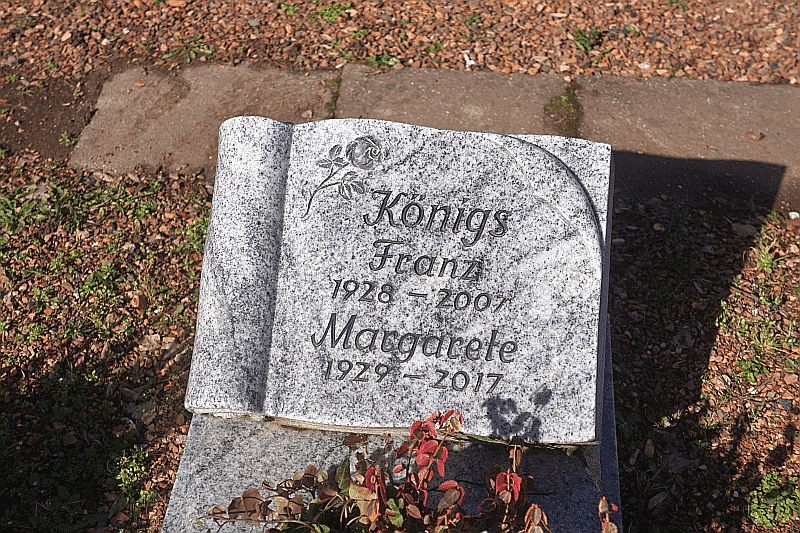 Königs
Franz
1928 - 2007
Margarete
1929 - 2017